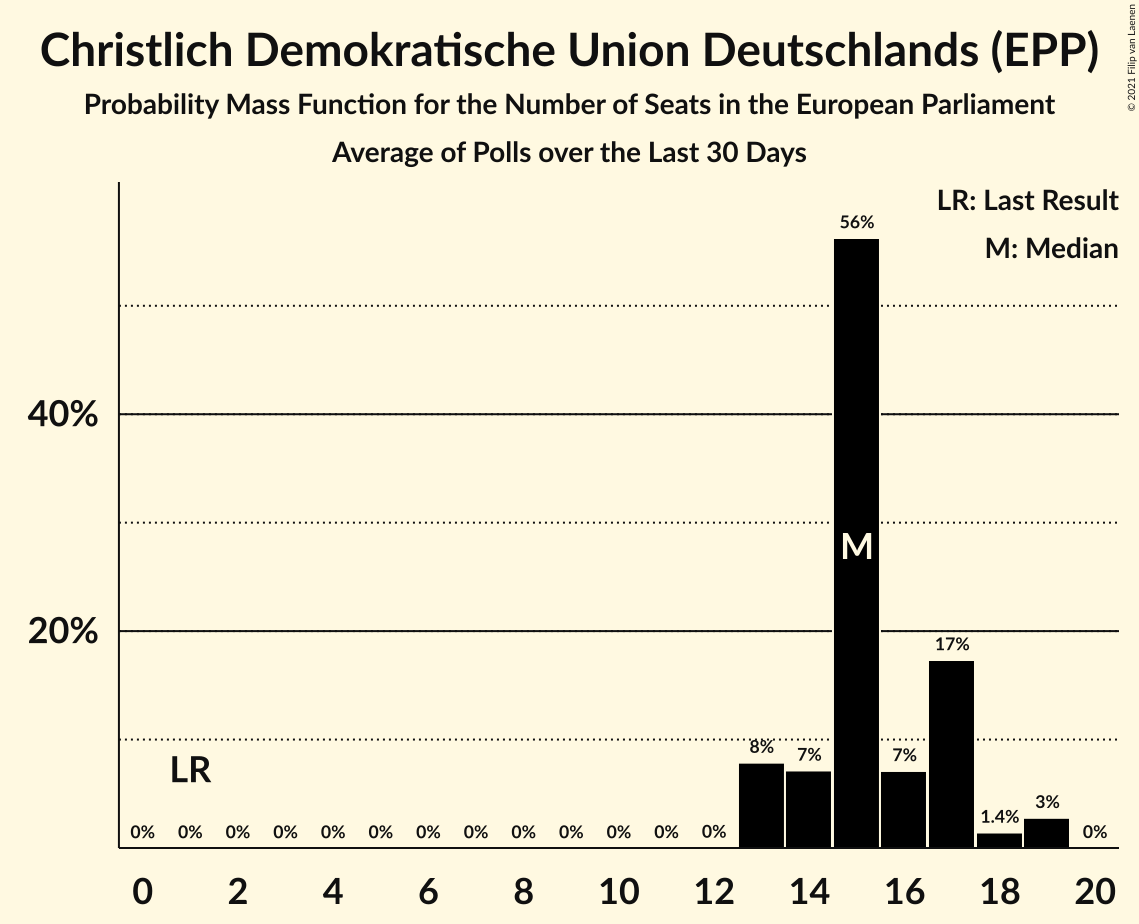 Christlich Demokratische Union Deutschlands (EPP)
Probability Mass Function for the Number of Seats in the European Parliament
Average of Polls over the Last 30 Days
© 2021 Filip van Laenen
LR: Last Result
M: Median
56%
40%
M
20%
17%
8%
7%
7%
LR
3%
1.4%
0% 0% 0% 0% 0% 0% 0% 0% 0% 0% 0% 0% 0% 0%
0 2 4 6 8 10 12 14 16 18 20